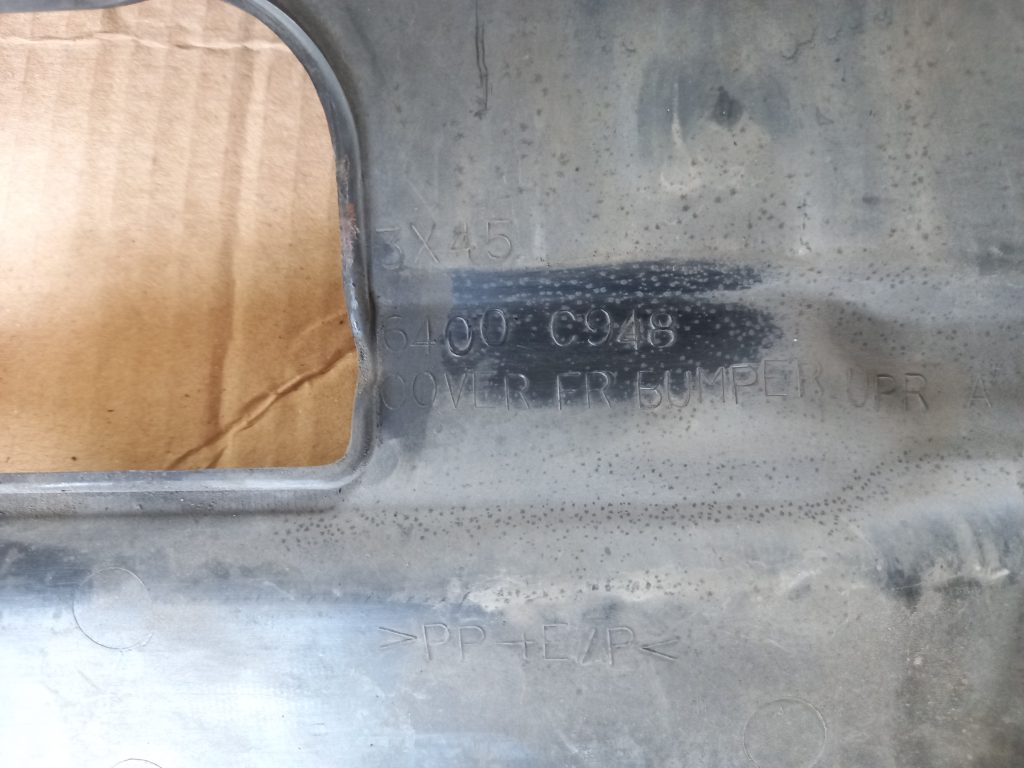 3X45
6400 C948
COVER FR BUMPER UPR A
>PP+E/P<